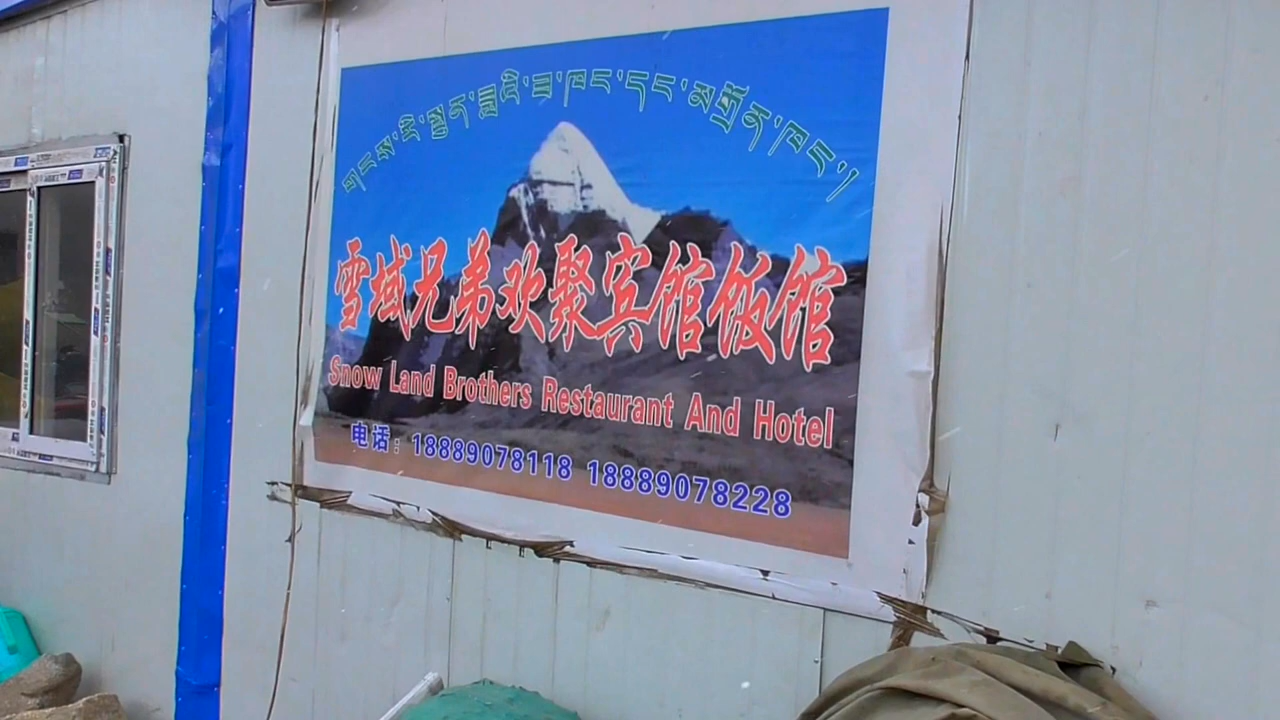 གངས་རི་སྤུན་ཟླའི་ཟ་ཁང་དང་མགྲོན་ཁང་།
雪域兄弟欢聚宾馆饭馆
Snow Land Brothers Restaurant And Hotel
电话：18889078118 18889078228